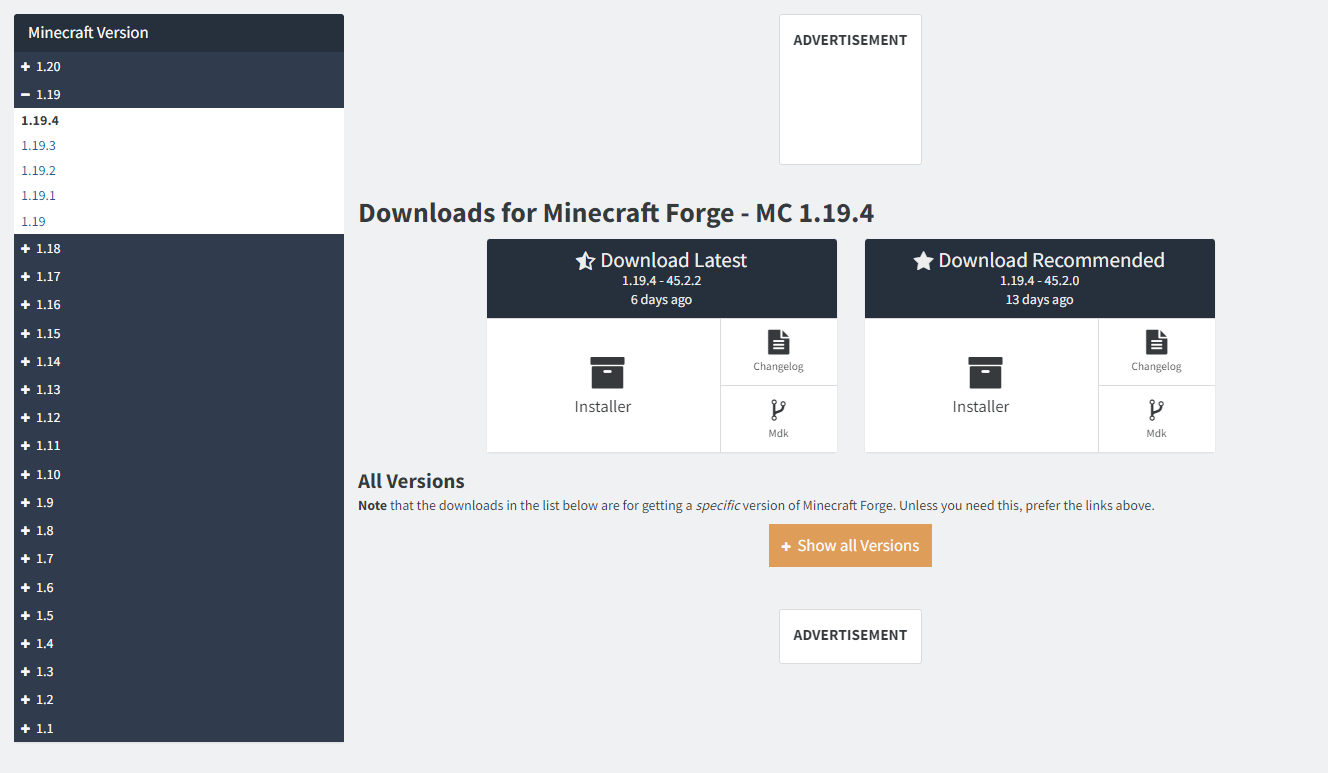 Minecraft Version
1.20
1.19
1.19.4
1.19.3
1.19.2
1.19.1
1.19
1.18
1.17
1.16
1.15
1.14
1.13
1.12
1.11
1.10
1.9
1.8
1.7
1.6
1.5
1.4
1.3
1.2
1.1
ADVERTISEMENT
Downloads for Minecraft Forge - MC 1.19.4
Download Latest
1.19.4 - 45.2.2
6 days ago
Installer
Changelog
Mdk
Download Recommended
1.19.4 - 45.2.0
13 days ago
Installer
Changelog
Mdk
All Versions
Note that the downloads in the list below are for getting a specific version of Minecraft Forge. Unless you need this, prefer the links above.
Show all Versions
ADVERTISEMENT